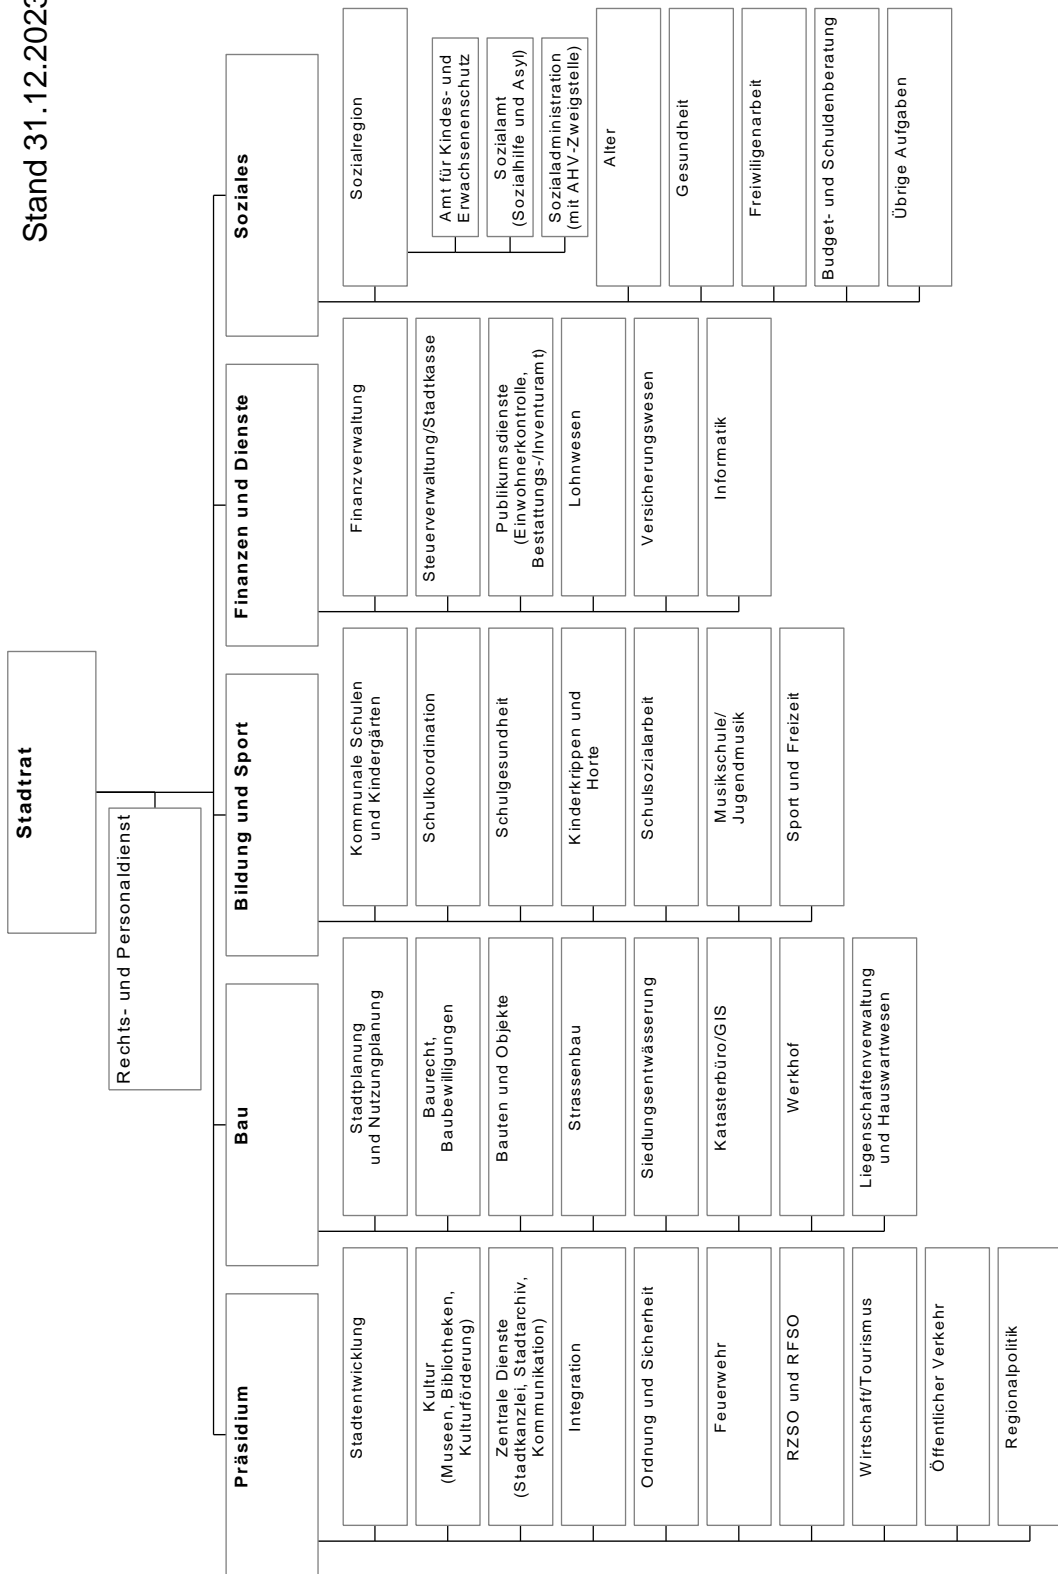 Stand 31.12.2023
Stadtrat
Rechts- und Personaldienst
Präsidium
Stadtentwicklung
Kultur
(Museen, Bibliotheken,
Kulturförderung)
Zentrale Dienste
(Stadtkanzlei, Stadtarchiv,
Kommunikation)
Integration
Ordnung und Sicherheit
Feuerwehr
RZSO und RFSO
Wirtschaft/Tourismus
Öffentlicher Verkehr
Regionalpolitik
Bau
Stadtplanung
und Nutzungplanung
Baurecht,
Baubewilligungen
Bauten und Objekte
Strassenbau
Siedlungsentwässerung
Katasterbüro/GIS
Werkhof
Liegenschaftenverwaltung
und Hauswartwesen
Bildung und Sport
Kommunale Schulen
und Kindergärten
Schulkoordination
Schulgesundheit
Kinderkrippen und
Horte
Schulsozialarbeit
Musikschule/
Jugendmusik
Sport und Freizeit
Finanzen und Dienste
Finanzverwaltung
Steuerverwaltung/Stadtkasse
Publikumsdienste
(Einwohnerkontrolle,
Bestattungs-/Inventuramt)
Lohnwesen
Versicherungswesen
Informatik
Soziales
Sozialregion
Amt für Kindes- und
Erwachsenenschutz
Sozialamt
(Sozialhilfe und Asyl)
Sozialadministration
(mit AHV-Zweigstelle)
Alter
Gesundheit
Freiwiligenarbeit
Budget- und Schuldenberatung
Übrige Aufgaben